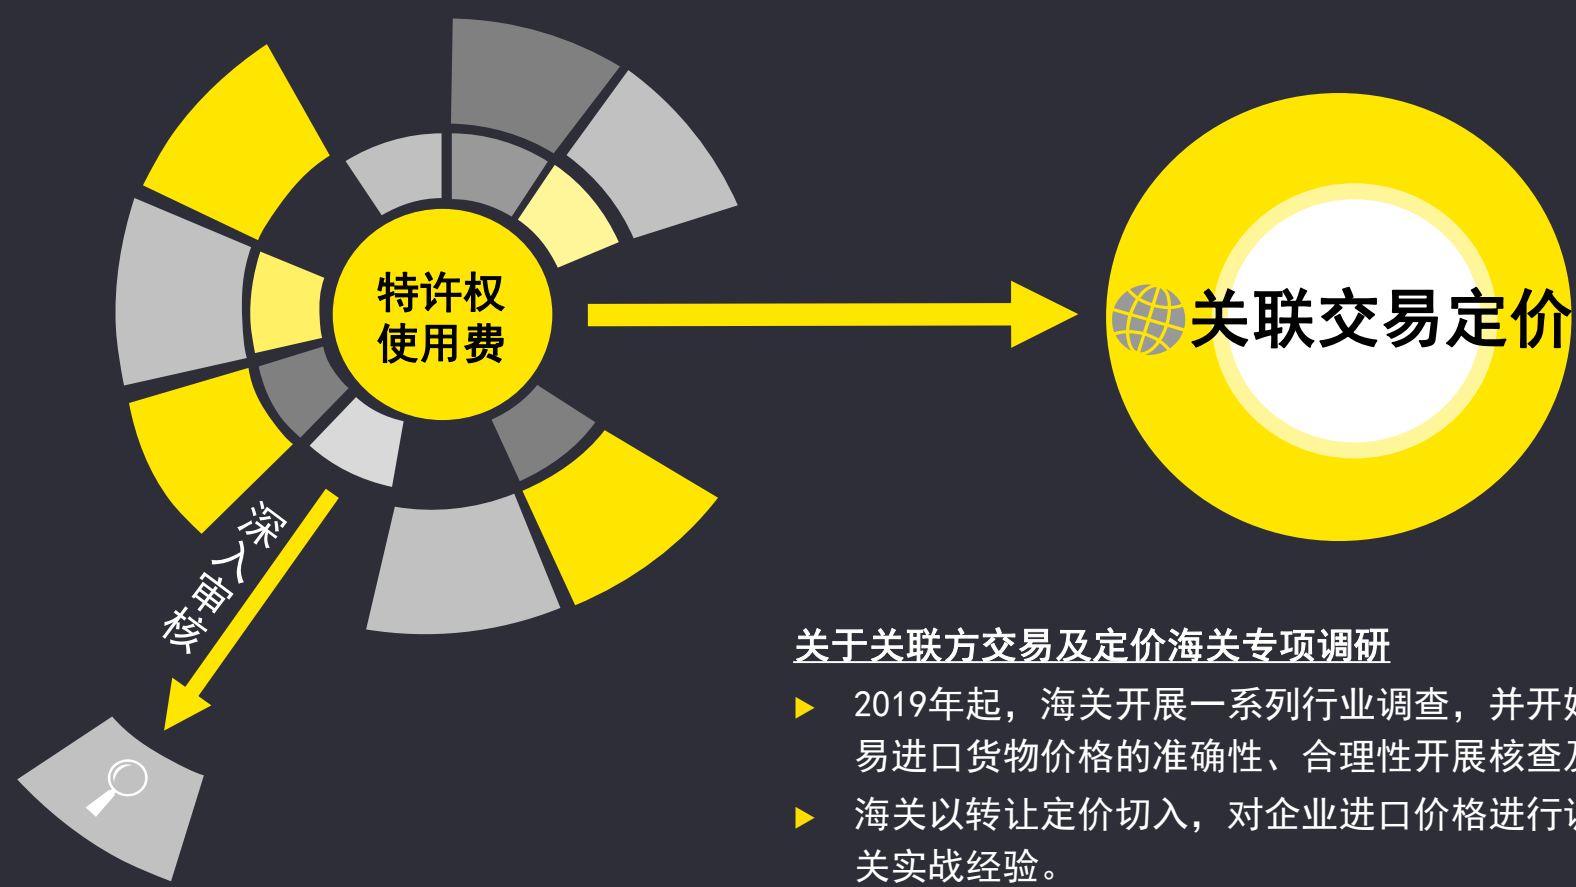 特许权
使用费
关联交易定价
深入审核
关于关联方交易及定价海关专项调研
2019年起，海关开展一系列行业调查，并开
易进口货物价格的准确性、合理性开展核查
海关以转让定价切入，对企业进口价格进行
关实战经验。